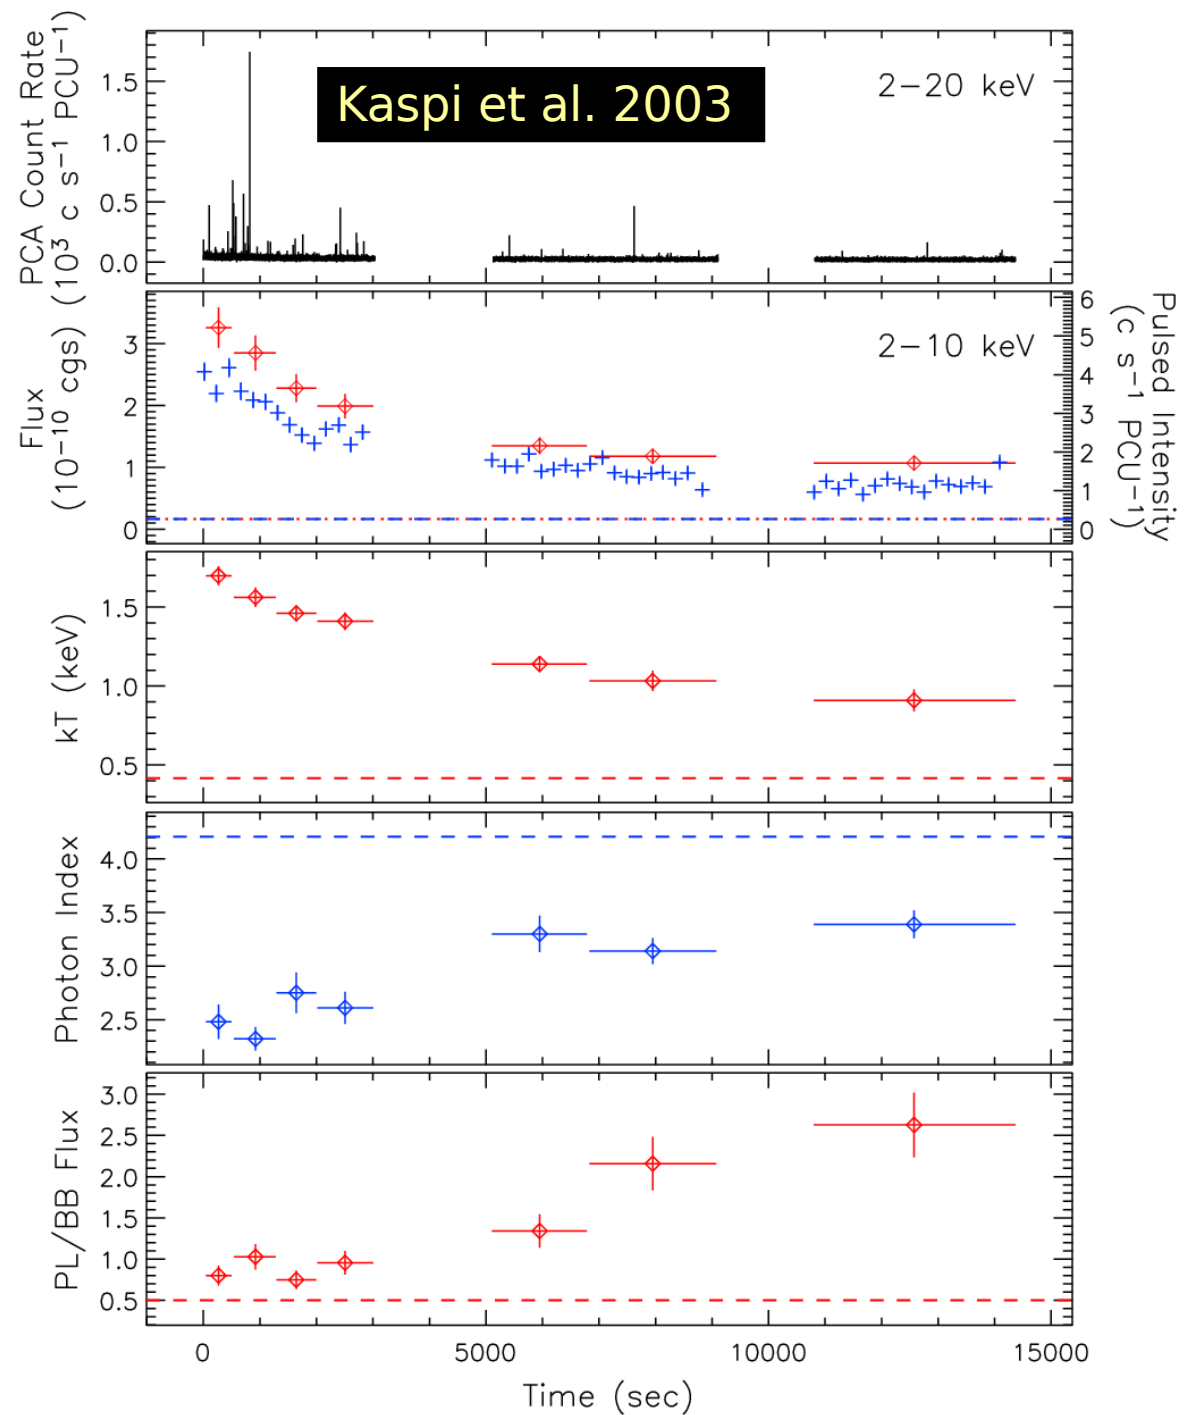 PCA Count Rate
(10³ c s⁻¹ PCU⁻¹)
1.5
1.0
0.5
0.0
Kaspi et al. 2003
2−20 keV
Flux
(10⁻¹⁰ cgs)
3
2
1
0
2−10 keV
6
5
4
3
2
1
0
Pulsed Intensity
(c s⁻¹ PCU⁻¹)
kT (keV)
1.5
1.0
0.5
Photon Index
4.0
3.5
3.0
2.5
PL/BB Flux
3.0
2.5
2.0
1.5
1.0
0.5
0
5000
10000
15000
Time (sec)